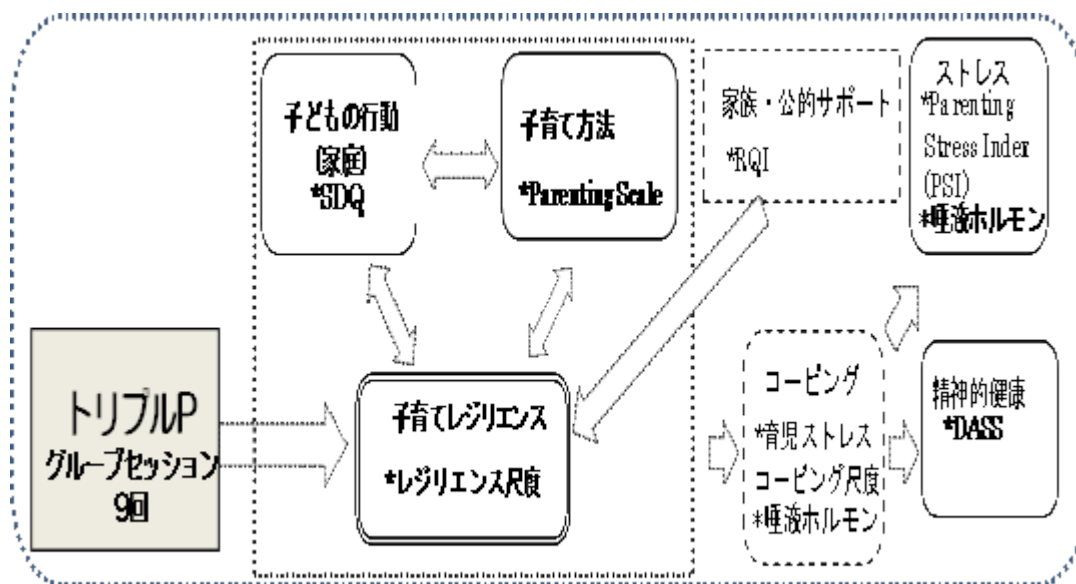 子どもの行動
(家庭)
*SDQ
子育て方法
*Parenting Scale
家族・公的サポート
*RQI
ストレス
*Parenting
Stress Index
(PSI)
*唾液ホルモン
トリプルP
グループセッション
9回
子育てレジリエンス
*レジリエンス尺度
コーピング
*育児ストレス
コーピング尺度
*唾液ホルモン
精神的健康
*DASS